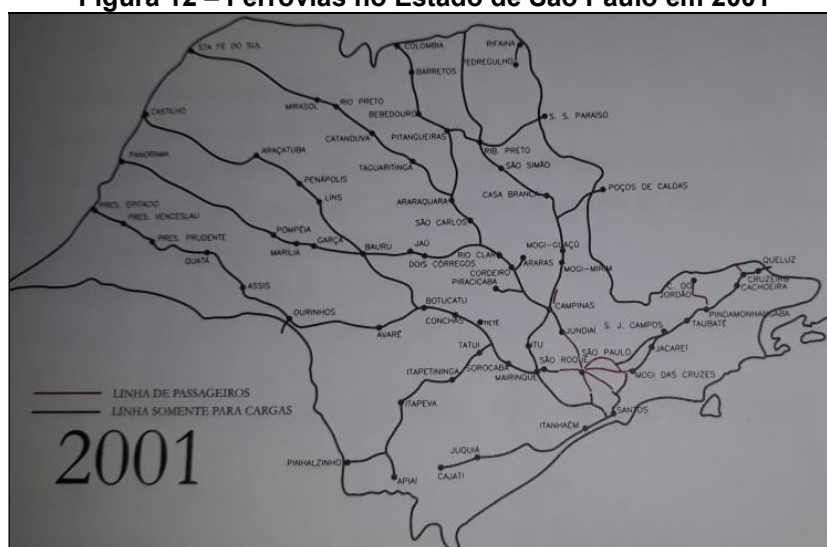 Figura 12 – Ferrovias no Estado de São Paulo em 2001
STA FÉ DO SUL
COLOMBIA
RIFAINA
PEDREGULHO
BARRETOS
MIRASOL
RIO PRETO
BEBEDOURO
CASTILHO
S. S. PARAISO
CATANDUVA
PITANGUEIRAS
RIB. PRETO
PANORAMA
ARAÇATUBA
TAGUARITINGA
SÃO SIMÃO
PENÁPOLIS
CASA BRANCA
POÇOS DE CALDAS
LINS
ARARAQUARA
PRES. EPITACIO
PRES. VENCESLAU
SÃO CARLOS
PRES. PRUDENTE
POMPÉIA
MARÍLIA
GARÇA
BAURU
JAÚ
DOIS CÓRREGOS
RIO CLARO
MOGI-GUAÇÚ
QUATÁ
ARARAS
MOGI-MIRIM
QUELUZ
CORDEIRO
CRUZEIRO
PIRACICABA
C. DO
JORDÃO
CACHOEIRA
ASSIS
BOTUCATU
CAMPINAS
OURINHOS
CONCHAS
TIETÊ
PINDAMONHANGABA
AVARÉ
JUNDIAÍ
S. J. CAMPOS
TAUBATÉ
TATUI
ITU
SÃO PAULO
JACAREÍ
ITAPETININGA
SOROCABA
SÃO ROQUE
MAIRINQUE
MOGI DAS CRUZES
LINHA DE PASSAGEIROS
LINHA SOMENTE PARA CARGAS
ITAPEVA
SANTOS
ITANHAÉM
2001
JUQUIÁ
PINHALZINHO
APIAÍ
CAJATI